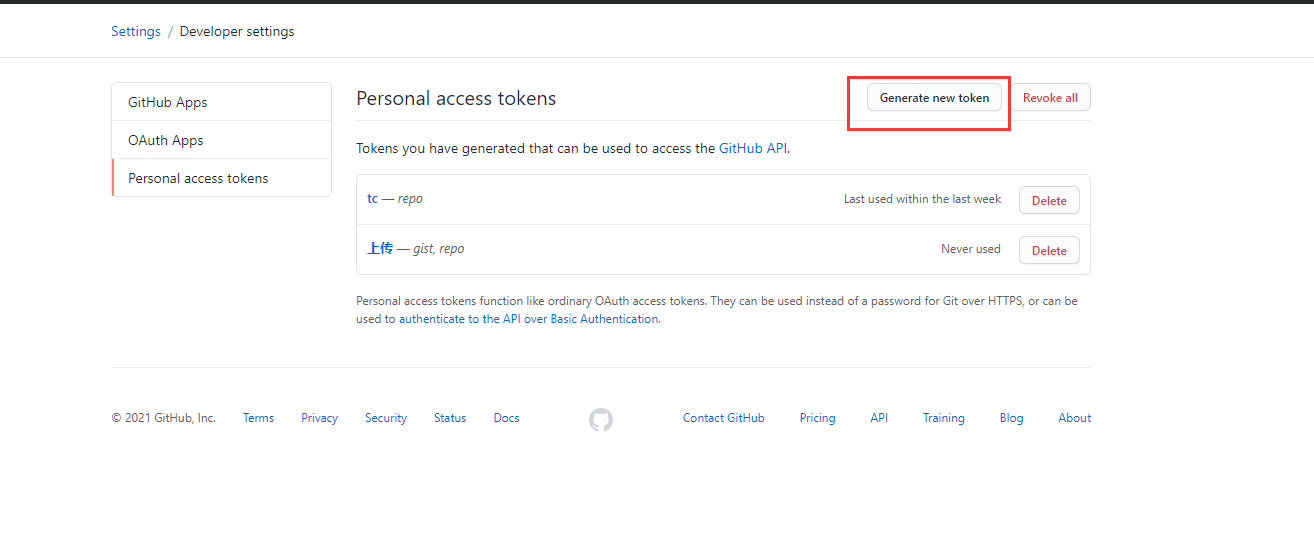 Settings / Developer settings
GitHub Apps
OAuth Apps
Personal access tokens
Personal access tokens
Generate new token
Revoke all
Tokens you have generated that can be used to access the GitHub API.
tc — repo
Last used within the last week
Delete
上传 — gist, repo
Never used
Delete
Personal access tokens function like ordinary OAuth access tokens. They can be used instead of a password for Git over HTTPS, or can be
used to authenticate to the API over Basic Authentication.
© 2021 GitHub, Inc. Terms Privacy Security Status Docs Contact GitHub Pricing API Training Blog About